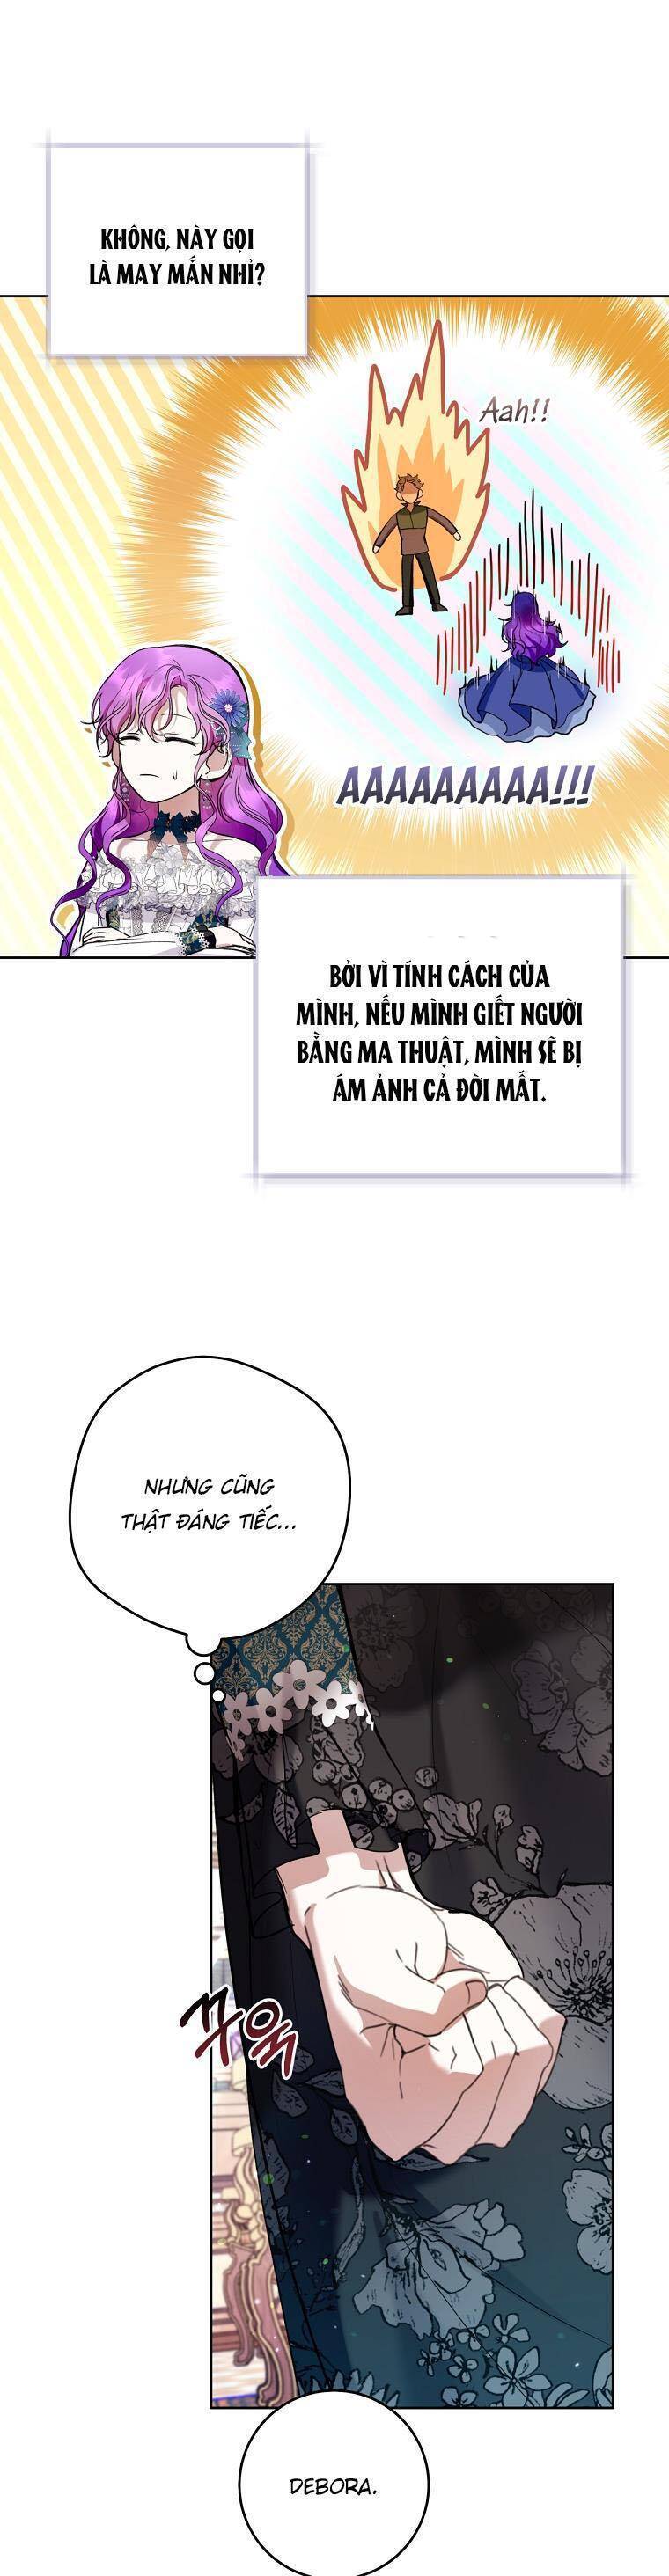 KHÔNG, NÀY GỌI
LÀ MAY MẮN NHỈ?
Aah!!
AAAAAAAAA!!!
BỞI VÌ TÍNH CÁCH CỦA
MÌNH, NẾU MÌNH GIẾT NGƯỜI
BẰNG MA THUẬT, MÌNH SẼ BỊ
ÁM ẢNH CẢ ĐỜI MẤT.
NHƯNG CŨNG
THẬT ĐÁNG TIẾC...
꾸욱
DEBORA.